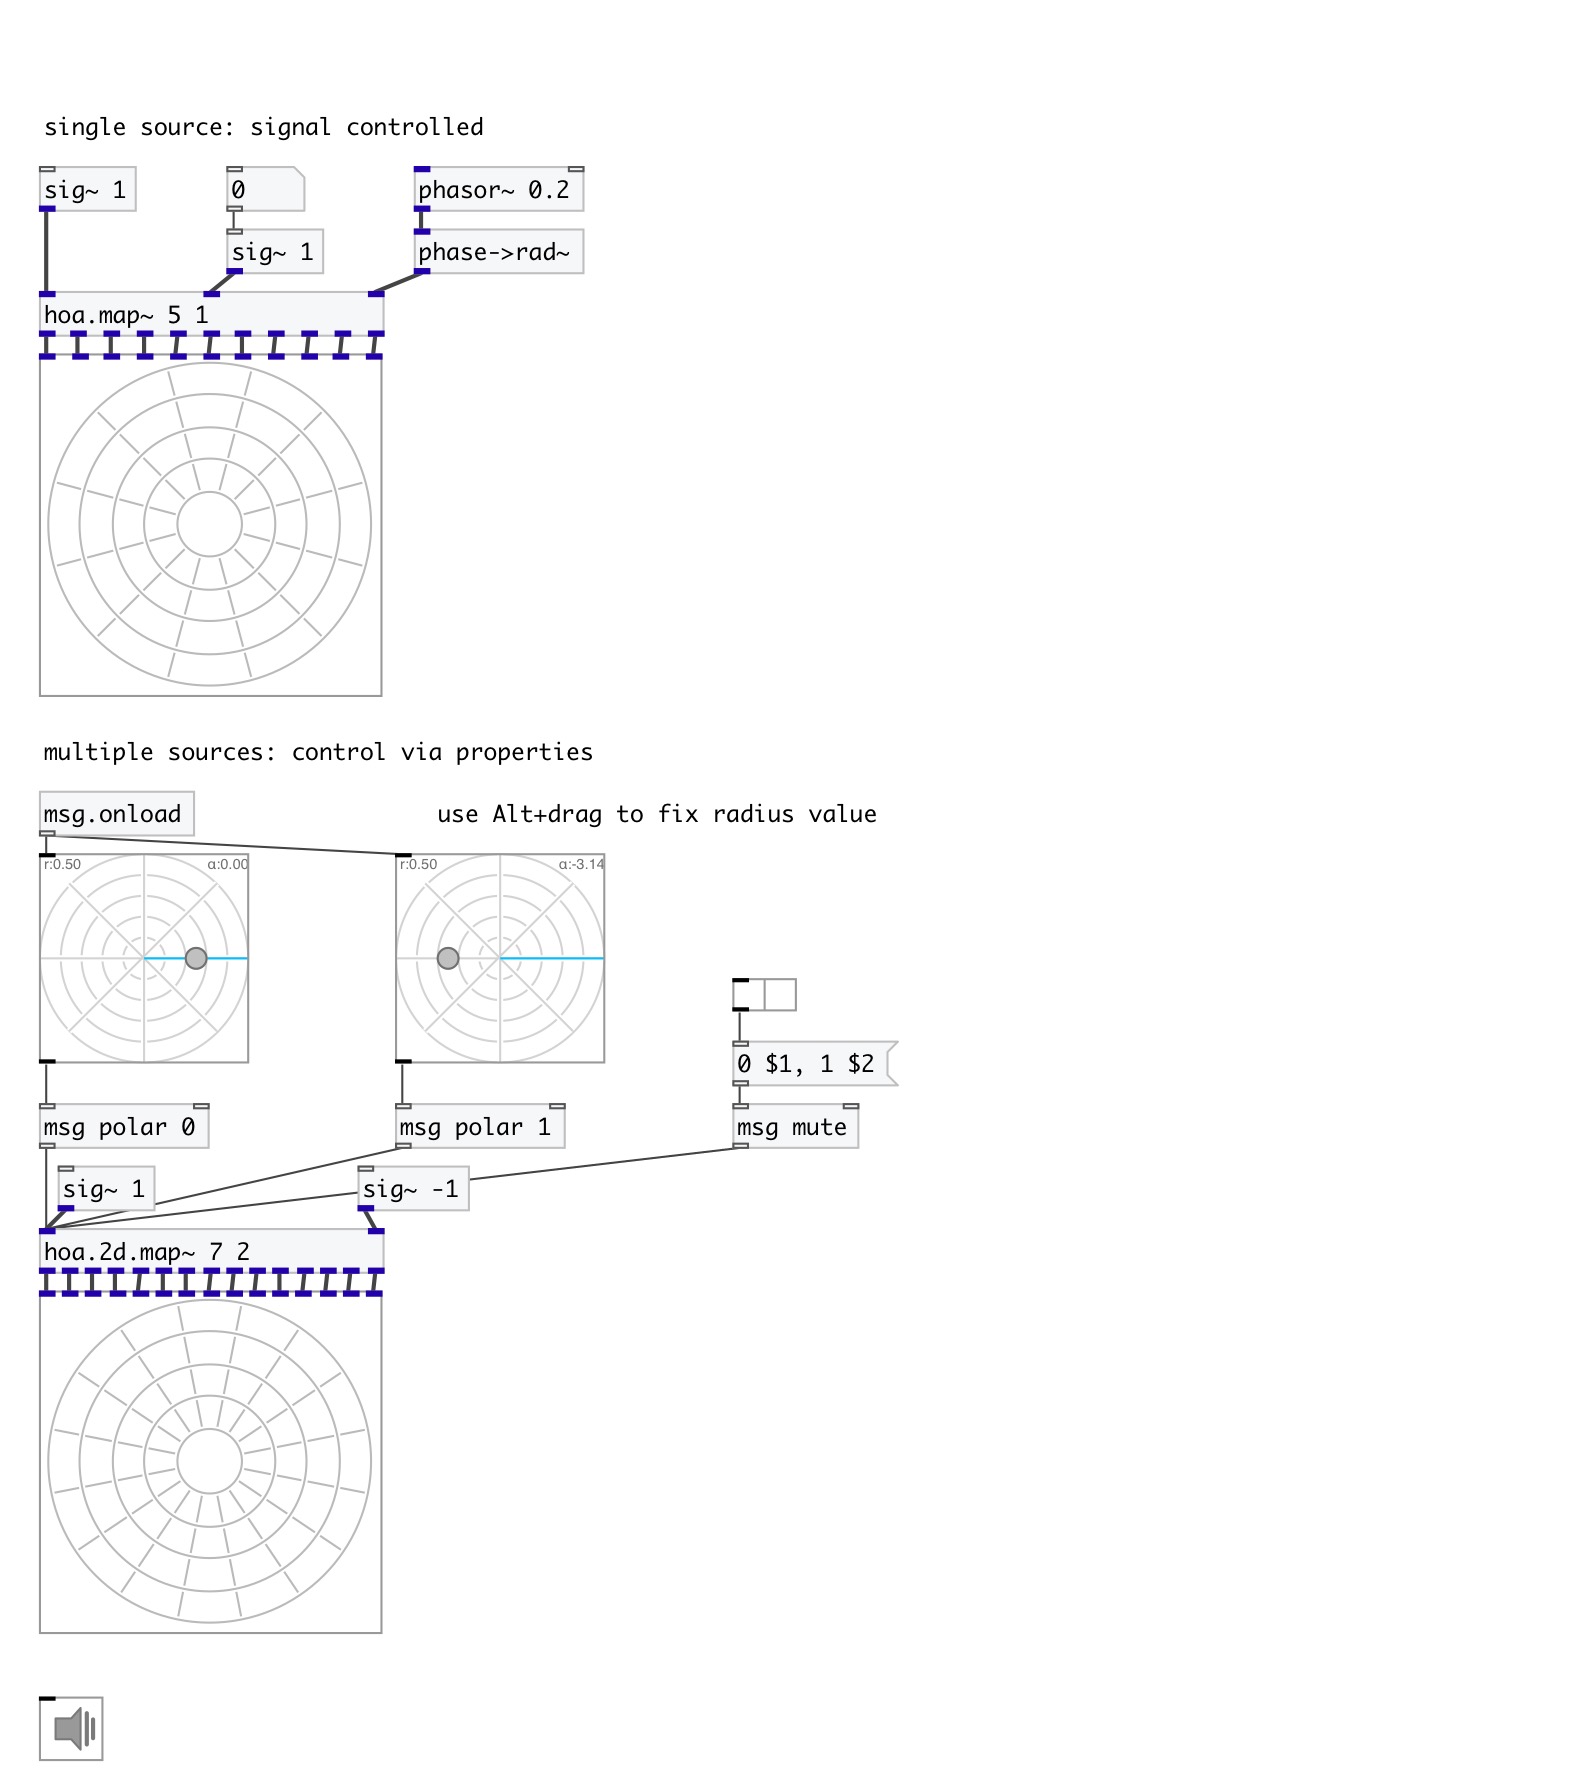 single source: signal controlled
sig~ 1
0
phasor~ 0.2
sig~ 1
phase->rad~
hoa.map~ 5 1
multiple sources: control via properties
msg.onload
use Alt+drag to fix radius value
r:0.50
α:0.00
r:0.50
α:-3.14
0 $1, 1 $2
msg polar 0
msg polar 1
msg mute
sig~ 1
sig~ -1
hoa.2d.map~ 7 2